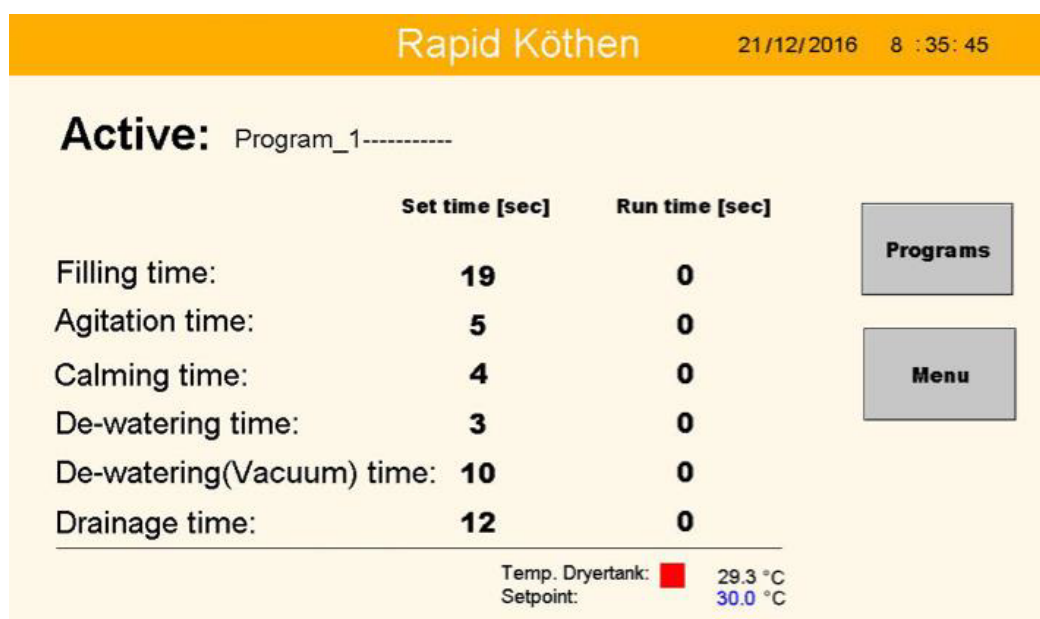 Rapid Köthen 21/12/2016 8 :35:45
Active: Program_1-----------
Set time [sec] Run time [sec]
Programs
Filling time: 19 0
Agitation time: 5 0
Menu
Calming time: 4 0
De-watering time: 3 0
De-watering(Vacuum) time: 10 0
Drainage time: 12 0
Temp. Dryertank: 29.3 °C
Setpoint: 30.0 °C